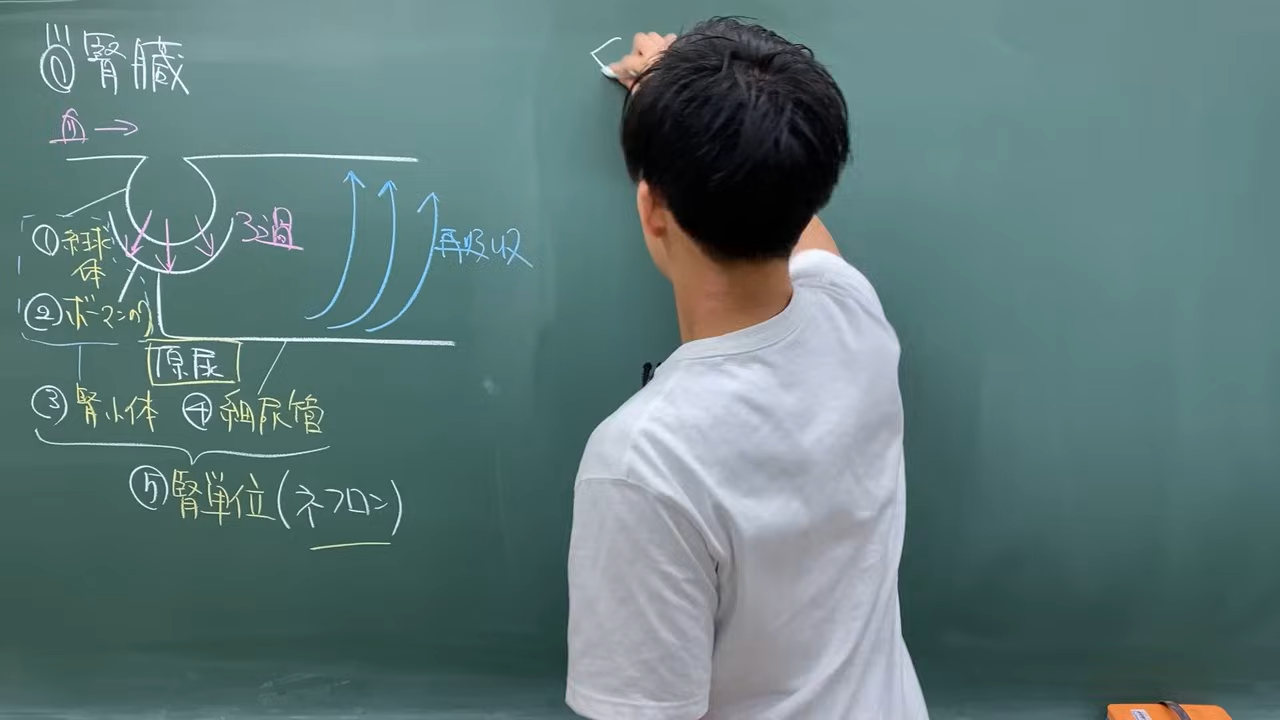 ① 腎臓
血→
ろ過
① 糸球体
再吸収
② ボーマンのう
原尿
③ 腎小体 ④ 細尿管
⑤ 腎単位(ネフロン)